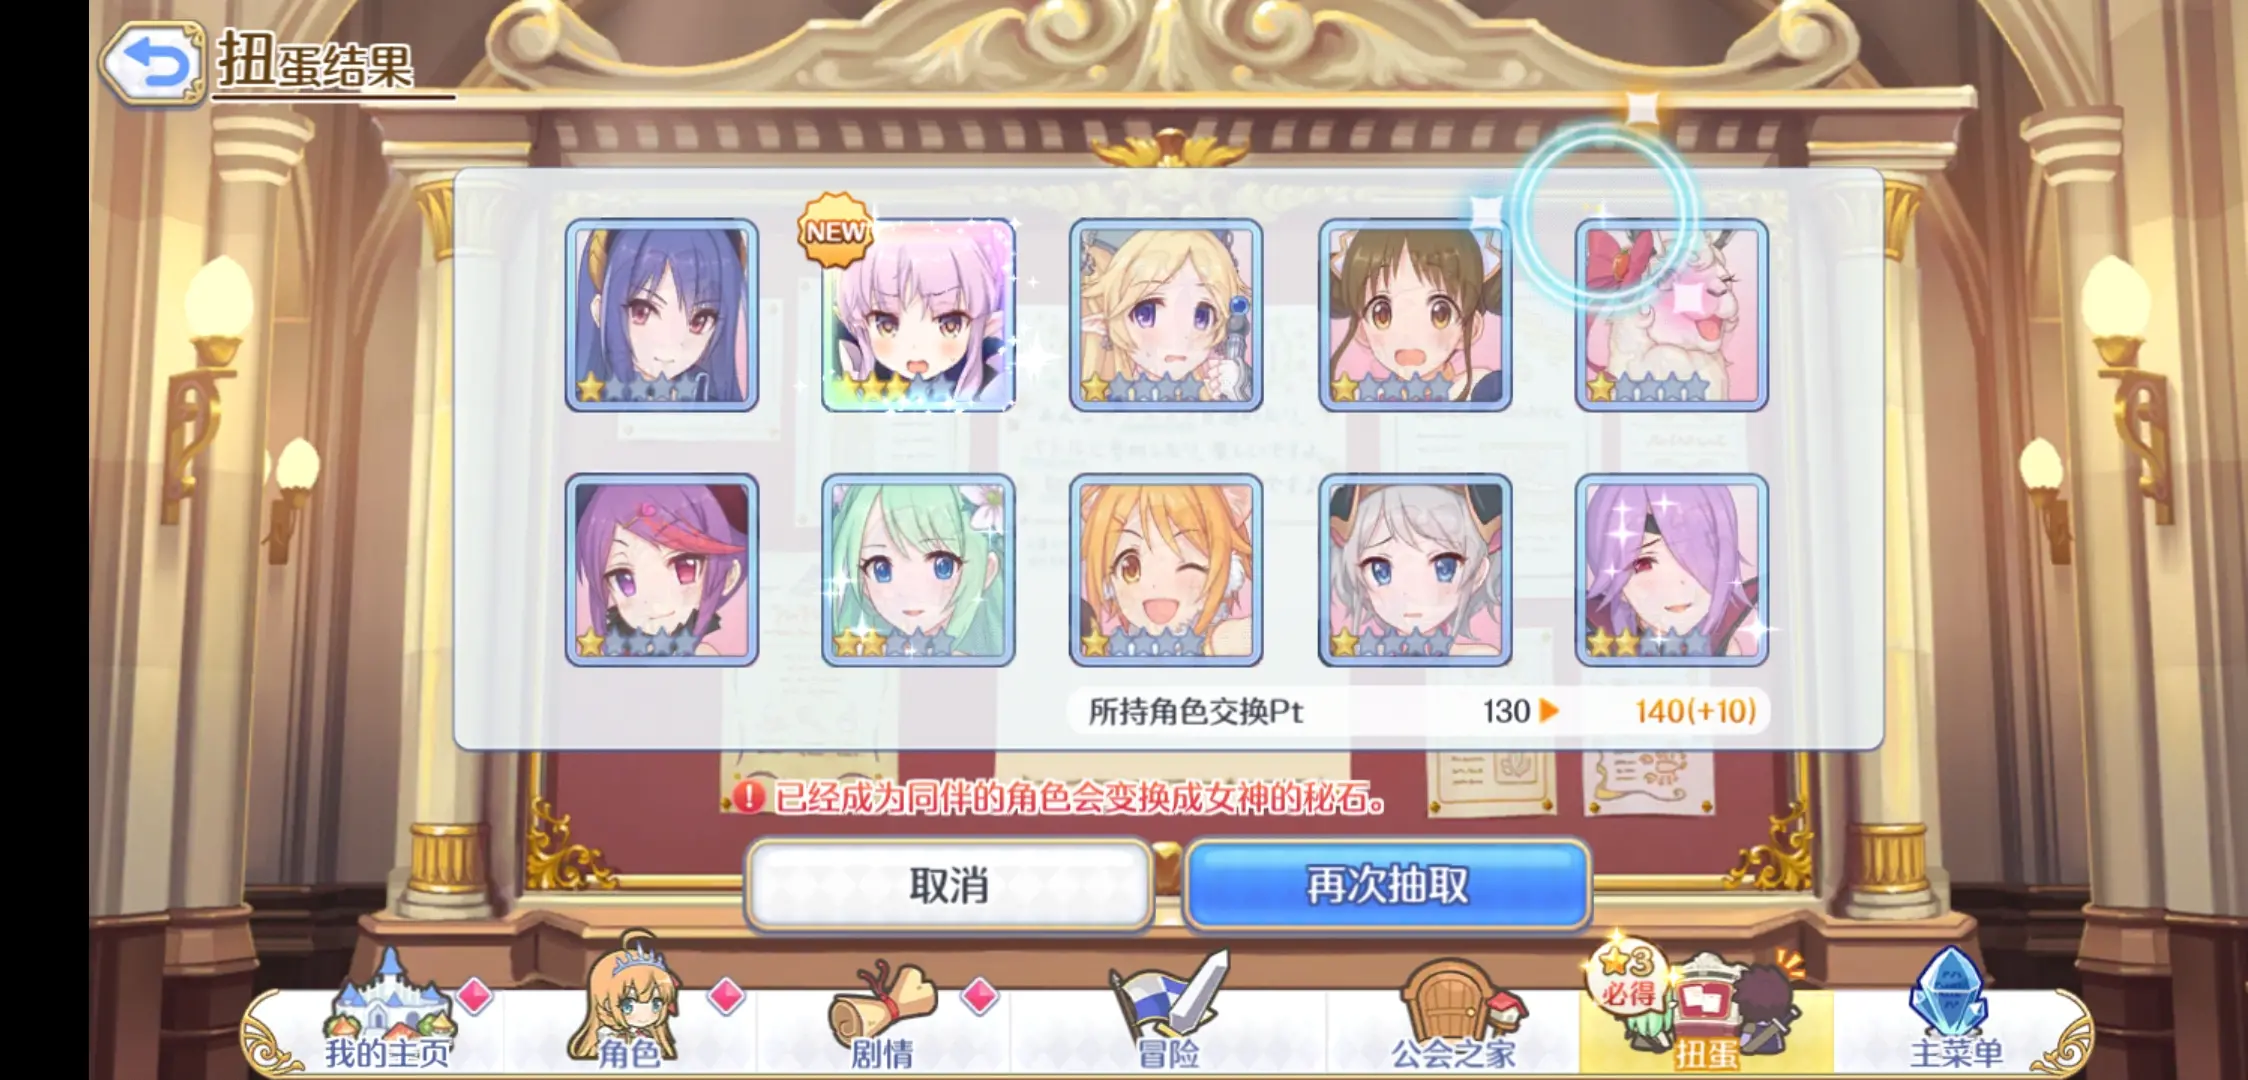 扭蛋结果
NEW
所持角色交换Pt 130 140(+10)
已经成为同伴的角色会变换成女神的秘石。
取消
再次抽取
3
必得
我的主页
角色
剧情
冒险
公会之家
扭蛋
主菜单